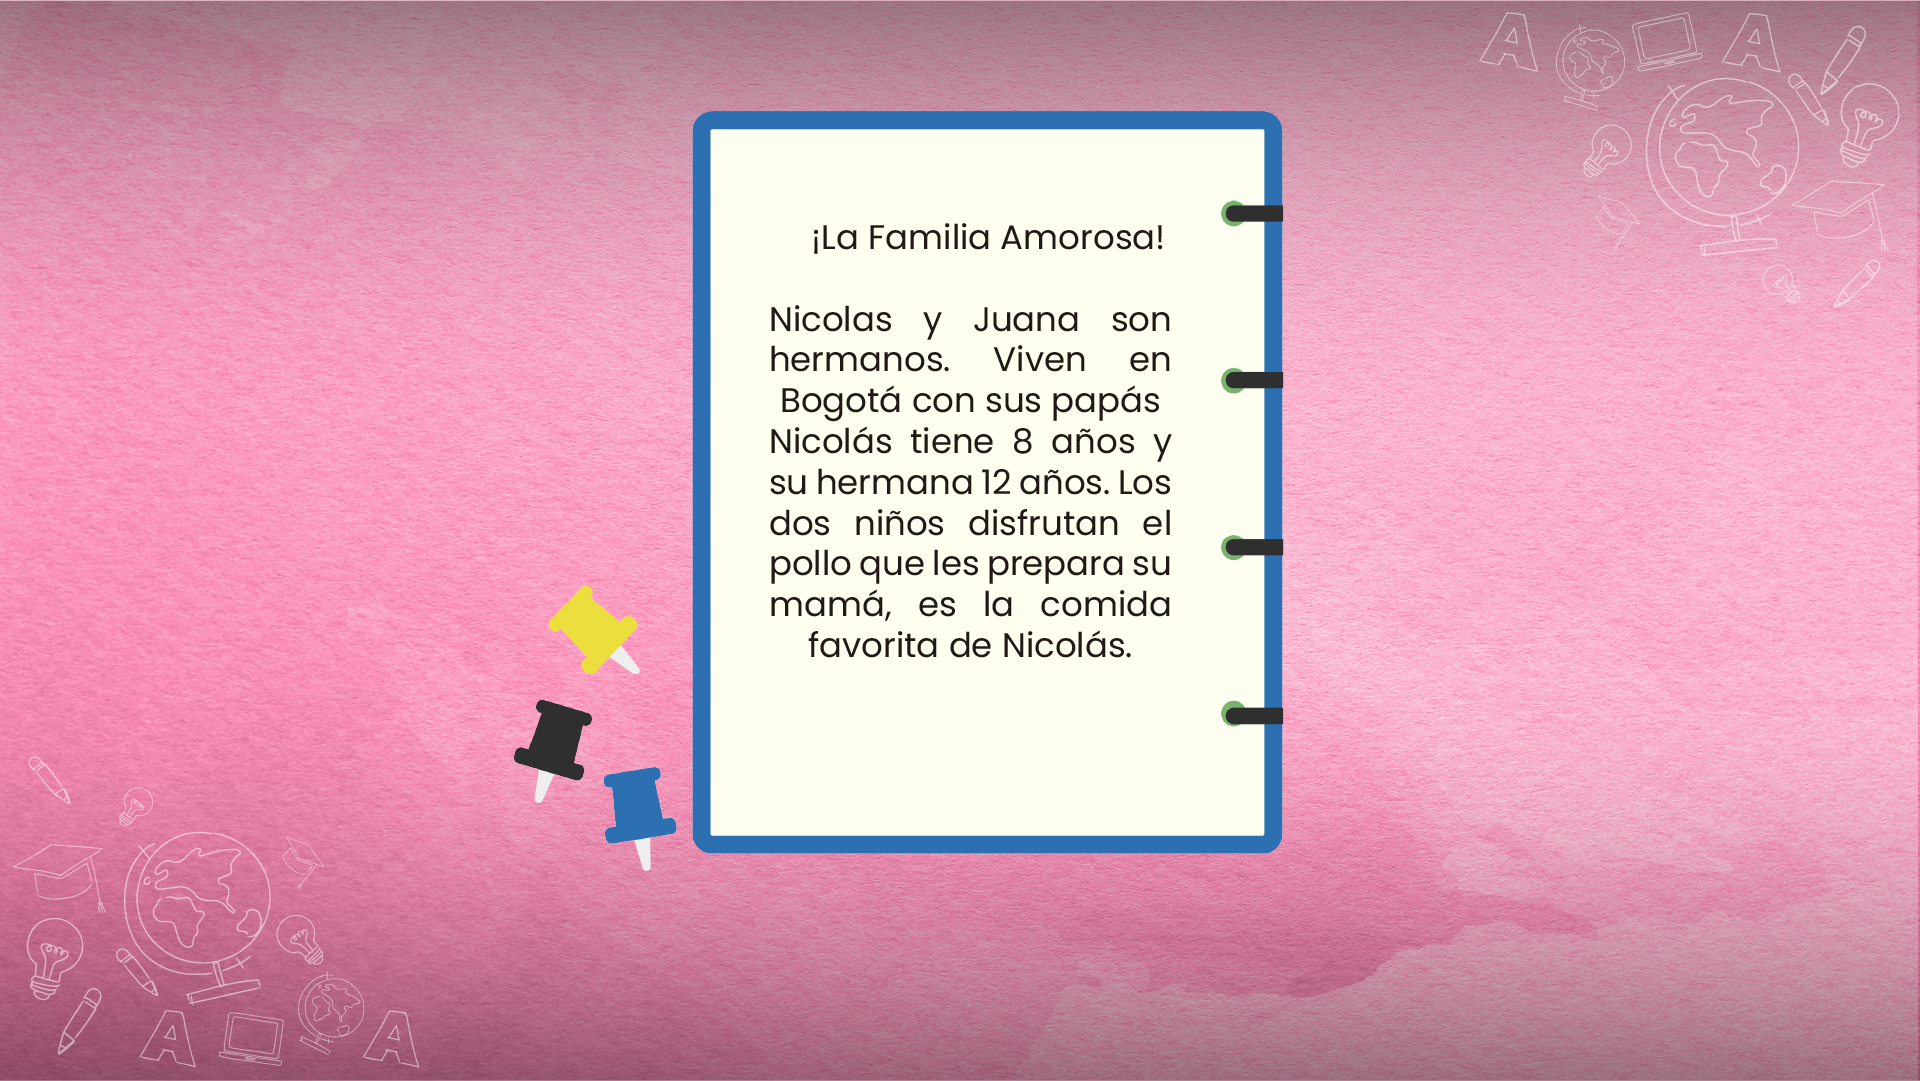 ¡La Familia Amorosa!
Nicolas y Juana son
hermanos. Viven en
Bogotá con sus papás
Nicolás tiene 8 años y
su hermana 12 años. Los
dos niños disfrutan el
pollo que les prepara su
mamá, es la comida
favorita de Nicolás.